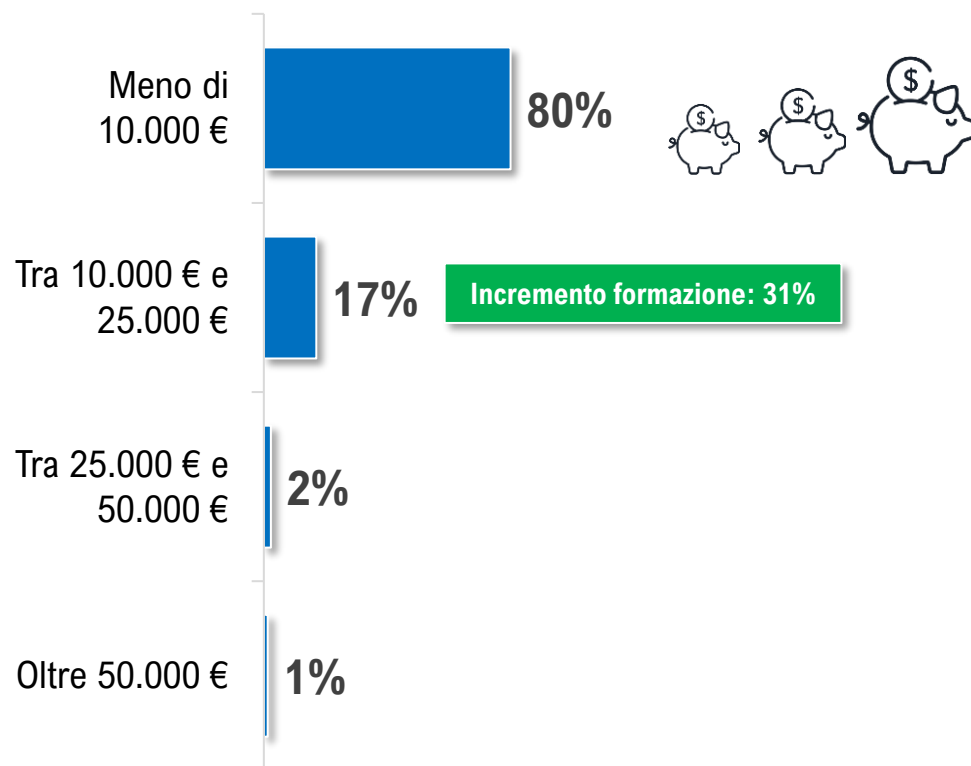 Meno di
10.000 €
80%
$
$
$
Tra 10.000 € e
25.000 €
17%
Incremento formazione: 31%
Tra 25.000 € e
50.000 €
2%
Oltre 50.000 €
1%